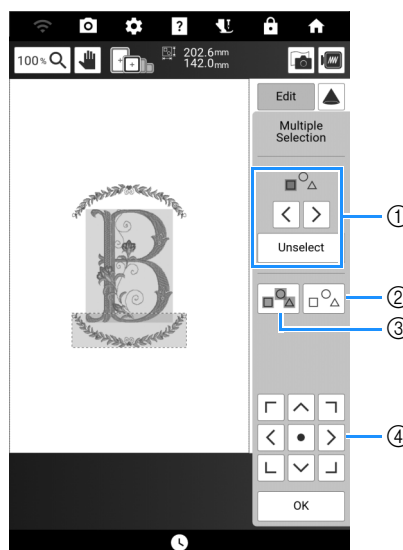 ?
100%
202.6mm
142.0mm
Edit
Multiple
Selection
Unselect
①
②
③
④
OK